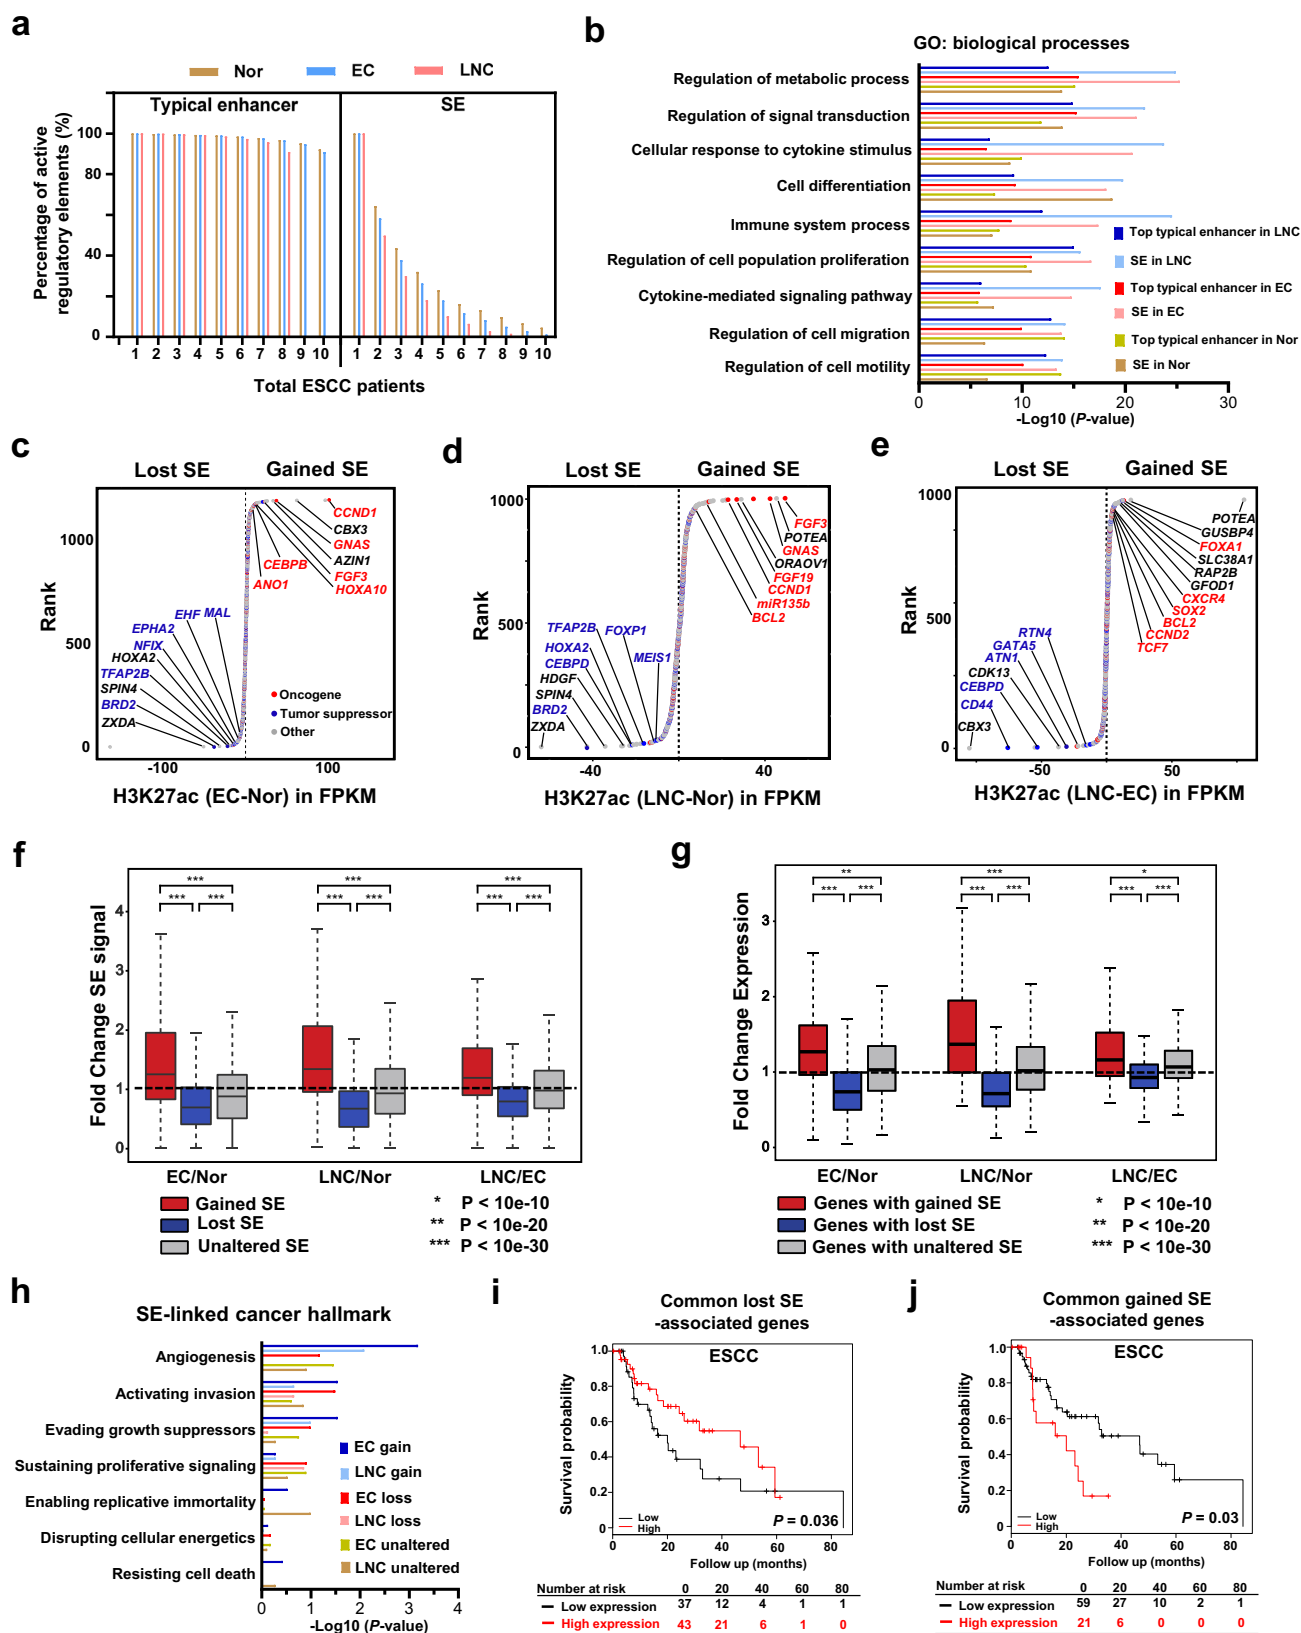 a
Nor EC LNC
Typical enhancer SE
Percentage of active
regulatory elements (%)
100
80
40
0
1 2 3 4 5 6 7 8 9 10 1 2 3 4 5 6 7 8 9 10
Total ESCC patients
b
GO: biological processes
Regulation of metabolic process
Regulation of signal transduction
Cellular response to cytokine stimulus
Cell differentiation
Immune system process
Regulation of cell population proliferation
Cytokine-mediated signaling pathway
Regulation of cell migration
Regulation of cell motility
Top typical enhancer in LNC
SE in LNC
Top typical enhancer in EC
SE in EC
Top typical enhancer in Nor
SE in Nor
0 10 20 30
-Log10 (P-value)
c
Lost SE Gained SE
Rank
1000
500
0
CCND1
CBX3
GNAS
AZIN1
FGF3
HOXA10
CEBPB
ANO1
MAL
EHF
EPHA2
NFIX
HOXA2
TFAP2B
SPIN4
BRD2
ZXDA
Oncogene
Tumor suppressor
Other
-100 100
H3K27ac (EC-Nor) in FPKM
d
Lost SE Gained SE
Rank
1000
500
0
FGF3
POTEA
GNAS
ORAOV1
FGF19
CCND1
miR135b
BCL2
TFAP2B
FOXP1
HOXA2
MEIS1
CEBPD
HDGF
SPIN4
BRD2
ZXDA
-40 40
H3K27ac (LNC-Nor) in FPKM
e
Lost SE Gained SE
Rank
1000
500
0
POTEA
GUSBP4
FOXA1
SLC38A1
RAP2B
GFOD1
CXCR4
SOX2
BCL2
CCND2
TCF7
RTN4
GATA5
ATN1
CDK13
CEBPD
CD44
CBX3
-50 50
H3K27ac (LNC-EC) in FPKM
f
Fold Change SE signal
4
3
2
1
0
*** *** ***
*** *** *** *** *** ***
EC/Nor LNC/Nor LNC/EC
Gained SE * P < 10e-10
Lost SE ** P < 10e-20
Unaltered SE *** P < 10e-30
g
Fold Change Expression
3
2
1
0
** *** *
*** *** *** *** *** ***
EC/Nor LNC/Nor LNC/EC
Genes with gained SE * P < 10e-10
Genes with lost SE ** P < 10e-20
Genes with unaltered SE *** P < 10e-30
h
SE-linked cancer hallmark
Angiogenesis
Activating invasion
Evading growth suppressors
Sustaining proliferative signaling
Enabling replicative immortality
Disrupting cellular energetics
Resisting cell death
EC gain
LNC gain
EC loss
LNC loss
EC unaltered
LNC unaltered
0 1 2 3 4
-Log10 (P-value)
i
Common lost SE
-associated genes
ESCC
Survival probability
1.0
0.8
0.6
0.4
0.2
0
Low
High
P = 0.036
0 20 40 60 80
Follow up (months)
Number at risk 0 20 40 60 80
Low expression 37 12 4 1 1
High expression 43 21 6 1 0
j
Common gained SE
-associated genes
ESCC
Survival probability
1.0
0.8
0.6
0.4
0.2
0
Low
High
P = 0.03
0 20 40 60 80
Follow up (months)
Number at risk 0 20 40 60 80
Low expression 59 27 10 2 1
High expression 21 6 0 0 0